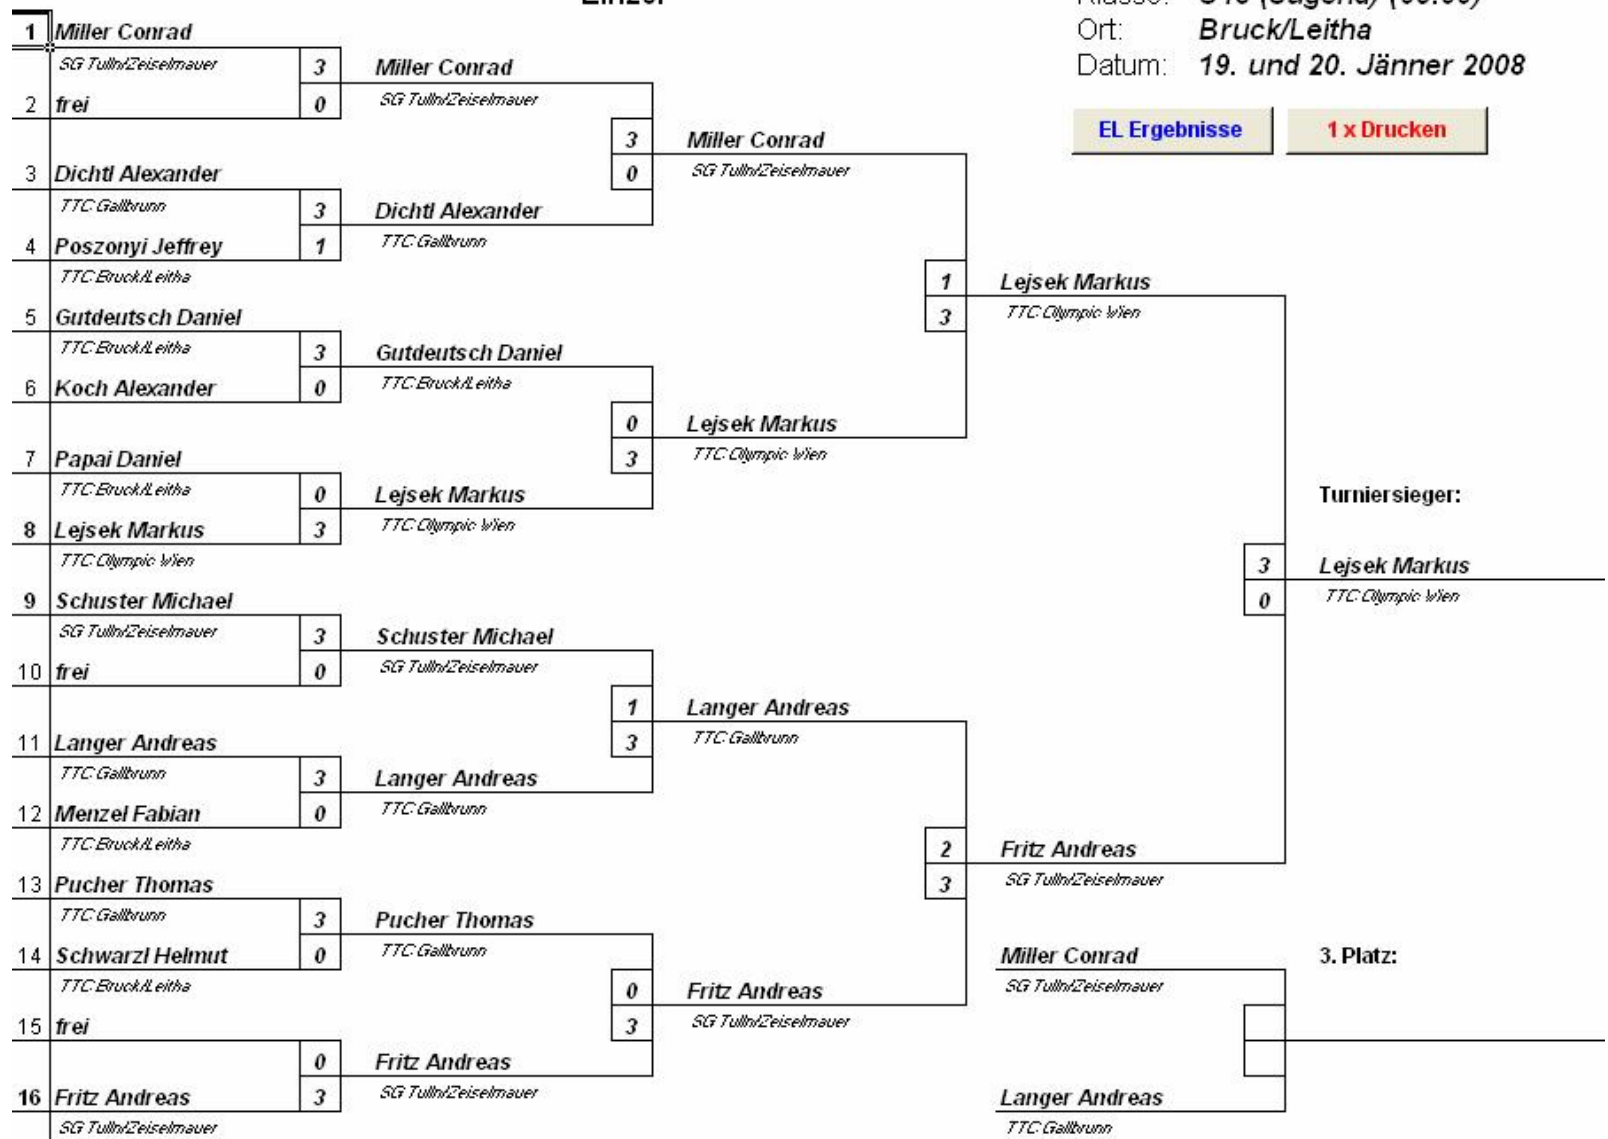 Ort: Bruck/Leitha
Datum: 19. und 20. Jänner 2008
EL Ergebnisse 1 x Drucken
1 Miller Conrad
SG Tulln/Zeiselmauer 3
2 frei 0
3 Dichtl Alexander
TTC Gallbrunn 3
4 Poszonyi Jeffrey 1
TTC Bruck/Leitha
5 Gutdeutsch Daniel
TTC Bruck/Leitha 3
6 Koch Alexander 0
7 Papai Daniel
TTC Bruck/Leitha 0
8 Lejsek Markus 3
TTC Olympic Wien
9 Schuster Michael
SG Tulln/Zeiselmauer 3
10 frei 0
11 Langer Andreas
TTC Gallbrunn 3
12 Menzel Fabian 0
TTC Bruck/Leitha
13 Pucher Thomas
TTC Gallbrunn 3
14 Schwarzl Helmut 0
TTC Bruck/Leitha
15 frei
0
16 Fritz Andreas 3
SG Tulln/Zeiselmauer
Miller Conrad
SG Tulln/Zeiselmauer
3
0
Dichtl Alexander
TTC Gallbrunn
Gutdeutsch Daniel
TTC Bruck/Leitha
0
3
Lejsek Markus
TTC Olympic Wien
Schuster Michael
SG Tulln/Zeiselmauer
1
3
Langer Andreas
TTC Gallbrunn
Pucher Thomas
TTC Gallbrunn
0
3
Fritz Andreas
SG Tulln/Zeiselmauer
Miller Conrad
SG Tulln/Zeiselmauer
1
3
Lejsek Markus
TTC Olympic Wien
Langer Andreas
TTC Gallbrunn
2
3
Fritz Andreas
SG Tulln/Zeiselmauer
Lejsek Markus
TTC Olympic Wien
3
0
Fritz Andreas
SG Tulln/Zeiselmauer
Turniersieger:
Lejsek Markus
TTC Olympic Wien
Miller Conrad
SG Tulln/Zeiselmauer
3. Platz:
Langer Andreas
TTC Gallbrunn